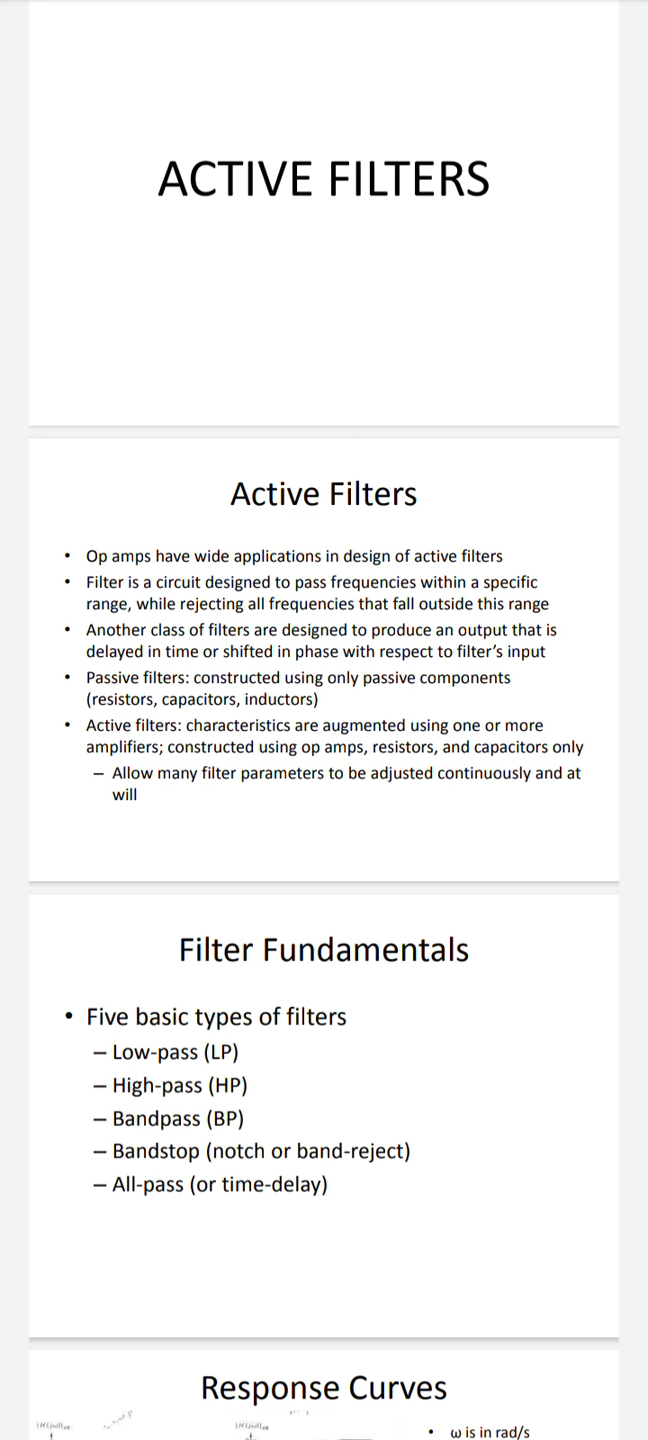 ACTIVE FILTERS
Active Filters
• Op amps have wide applications in design of active filters
• Filter is a circuit designed to pass frequencies within a specific
range, while rejecting all frequencies that fall outside this range
• Another class of filters are designed to produce an output that is
delayed in time or shifted in phase with respect to filter’s input
• Passive filters: constructed using only passive components
(resistors, capacitors, inductors)
• Active filters: characteristics are augmented using one or more
amplifiers; constructed using op amps, resistors, and capacitors only
– Allow many filter parameters to be adjusted continuously and at
will
Filter Fundamentals
• Five basic types of filters
– Low-pass (LP)
– High-pass (HP)
– Bandpass (BP)
– Bandstop (notch or band-reject)
– All-pass (or time-delay)
Response Curves
• ω is in rad/s